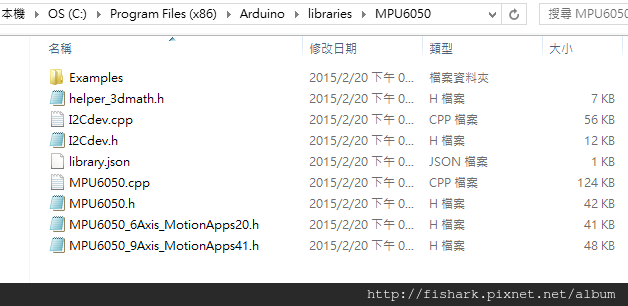 本機 › OS (C:) › Program Files (x86) › Arduino › libraries › MPU6050 搜尋 MPU6050
名稱 修改日期 類型 大小
Examples 2015/2/20 下午 0... 檔案資料夾
helper_3dmath.h 2015/2/20 下午 0... H 檔案 7 KB
I2Cdev.cpp 2015/2/20 下午 0... CPP 檔案 56 KB
I2Cdev.h 2015/2/20 下午 0... H 檔案 12 KB
library.json 2015/2/20 下午 0... JSON 檔案 1 KB
MPU6050.cpp 2015/2/20 下午 0... CPP 檔案 124 KB
MPU6050.h 2015/2/20 下午 0... H 檔案 42 KB
MPU6050_6Axis_MotionApps20.h 2015/2/20 下午 0... H 檔案 41 KB
MPU6050_9Axis_MotionApps41.h 2015/2/20 下午 0... H 檔案 48 KB
http://fishark.pixnet.net/album